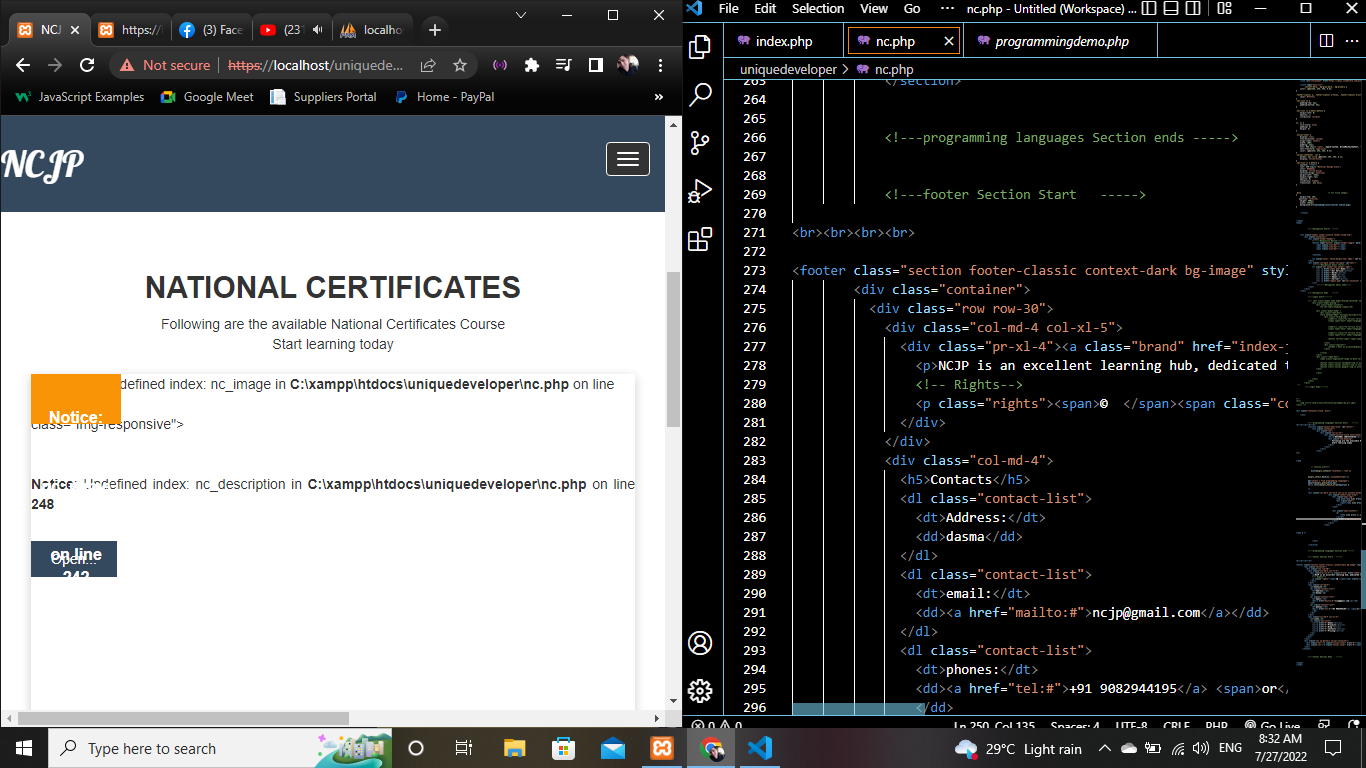 NCJ
https://l
(3) Face
(231
localho
Not secure
https://localhost/uniquede...
JavaScript Examples
Google Meet
Suppliers Portal
Home - PayPal
»
NCJP
NATIONAL CERTIFICATES
Following are the available National Certificates Course
Start learning today
defined index: nc_image in C:\xampp\htdocs\uniquedeveloper\nc.php on line
Notice:
class="img-responsive">
Notice: Undefined index: nc_description in C:\xampp\htdocs\uniquedeveloper\nc.php on line
248
on line
Open...
242
File Edit Selection View Go ··· nc.php - Untitled (Workspace) ...
index.php
nc.php
programmingdemo.php
uniquedeveloper > nc.php
263 </section>
264
265
266 <!---programming languages Section ends ----->
267
268
269 <!---footer Section Start ----->
270
271 <br><br><br><br>
272
273 <footer class="section footer-classic context-dark bg-image" styl
274 <div class="container">
275 <div class="row row-30">
276 <div class="col-md-4 col-xl-5">
277 <div class="pr-xl-4"><a class="brand" href="index-
278 <p>NCJP is an excellent learning hub, dedicated t
279 <!-- Rights-->
280 <p class="rights"><span>© </span><span class="co
281 </div>
282 </div>
283 <div class="col-md-4">
284 <h5>Contacts</h5>
285 <dl class="contact-list">
286 <dt>Address:</dt>
287 <dd>dasma</dd>
288 </dl>
289 <dl class="contact-list">
290 <dt>email:</dt>
291 <dd><a href="mailto:#">ncjp@gmail.com</a></dd>
292 </dl>
293 <dl class="contact-list">
294 <dt>phones:</dt>
295 <dd><a href="tel:#">+91 9082944195</a> <span>or</
296 </dd>
0 0 Ln 250, Col 135 Spaces: 4 UTF-8 CRLF PHP Go Live
Type here to search
29°C Light rain
ENG
8:32 AM
7/27/2022